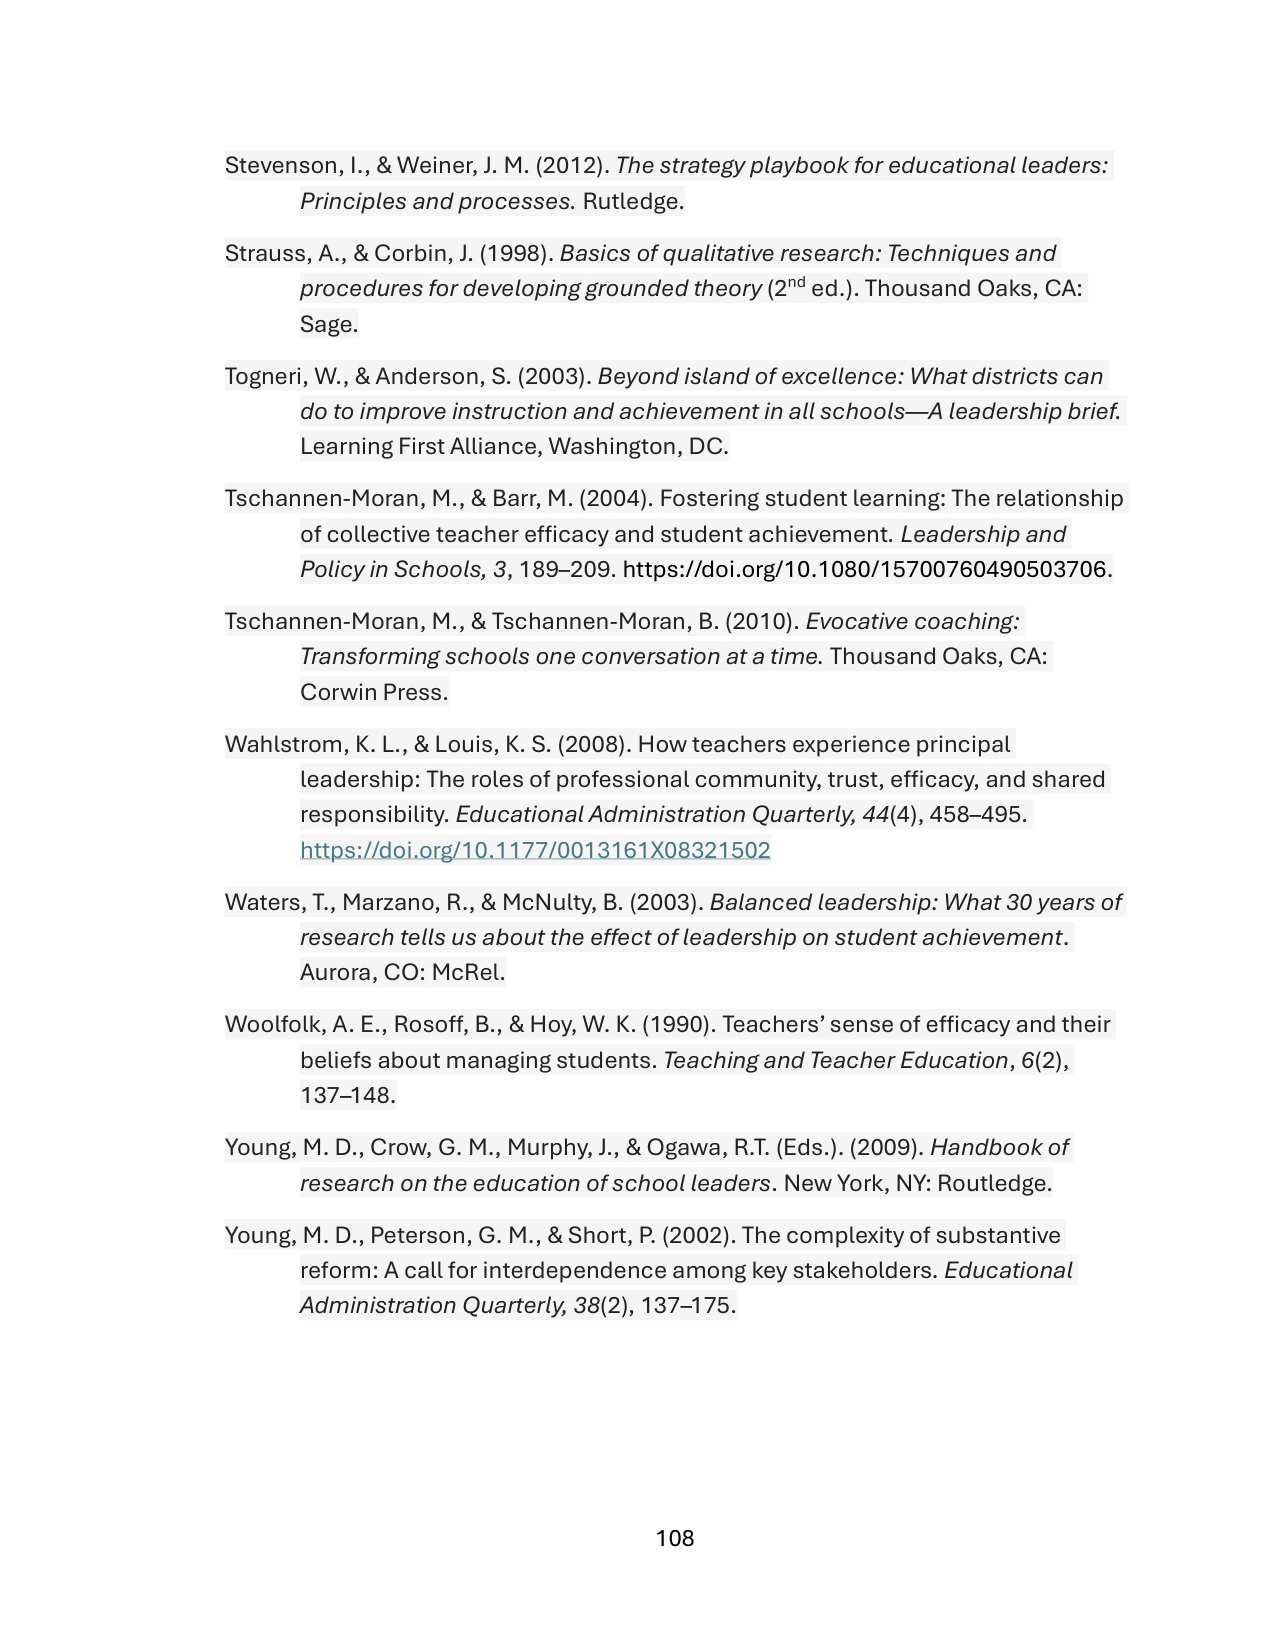 Stevenson, I., & Weiner, J. M. (2012). The strategy playbook for educational leaders:
Principles and processes. Rutledge.
Strauss, A., & Corbin, J. (1998). Basics of qualitative research: Techniques and
procedures for developing grounded theory (2nd ed.). Thousand Oaks, CA:
Sage.
Togneri, W., & Anderson, S. (2003). Beyond island of excellence: What districts can
do to improve instruction and achievement in all schools—A leadership brief.
Learning First Alliance, Washington, DC.
Tschannen-Moran, M., & Barr, M. (2004). Fostering student learning: The relationship
of collective teacher efficacy and student achievement. Leadership and
Policy in Schools, 3, 189–209. https://doi.org/10.1080/15700760490503706.
Tschannen-Moran, M., & Tschannen-Moran, B. (2010). Evocative coaching:
Transforming schools one conversation at a time. Thousand Oaks, CA:
Corwin Press.
Wahlstrom, K. L., & Louis, K. S. (2008). How teachers experience principal
leadership: The roles of professional community, trust, efficacy, and shared
responsibility. Educational Administration Quarterly, 44(4), 458–495.
https://doi.org/10.1177/0013161X08321502
Waters, T., Marzano, R., & McNulty, B. (2003). Balanced leadership: What 30 years of
research tells us about the effect of leadership on student achievement.
Aurora, CO: McRel.
Woolfolk, A. E., Rosoff, B., & Hoy, W. K. (1990). Teachers’ sense of efficacy and their
beliefs about managing students. Teaching and Teacher Education, 6(2),
137–148.
Young, M. D., Crow, G. M., Murphy, J., & Ogawa, R.T. (Eds.). (2009). Handbook of
research on the education of school leaders. New York, NY: Routledge.
Young, M. D., Peterson, G. M., & Short, P. (2002). The complexity of substantive
reform: A call for interdependence among key stakeholders. Educational
Administration Quarterly, 38(2), 137–175.
108